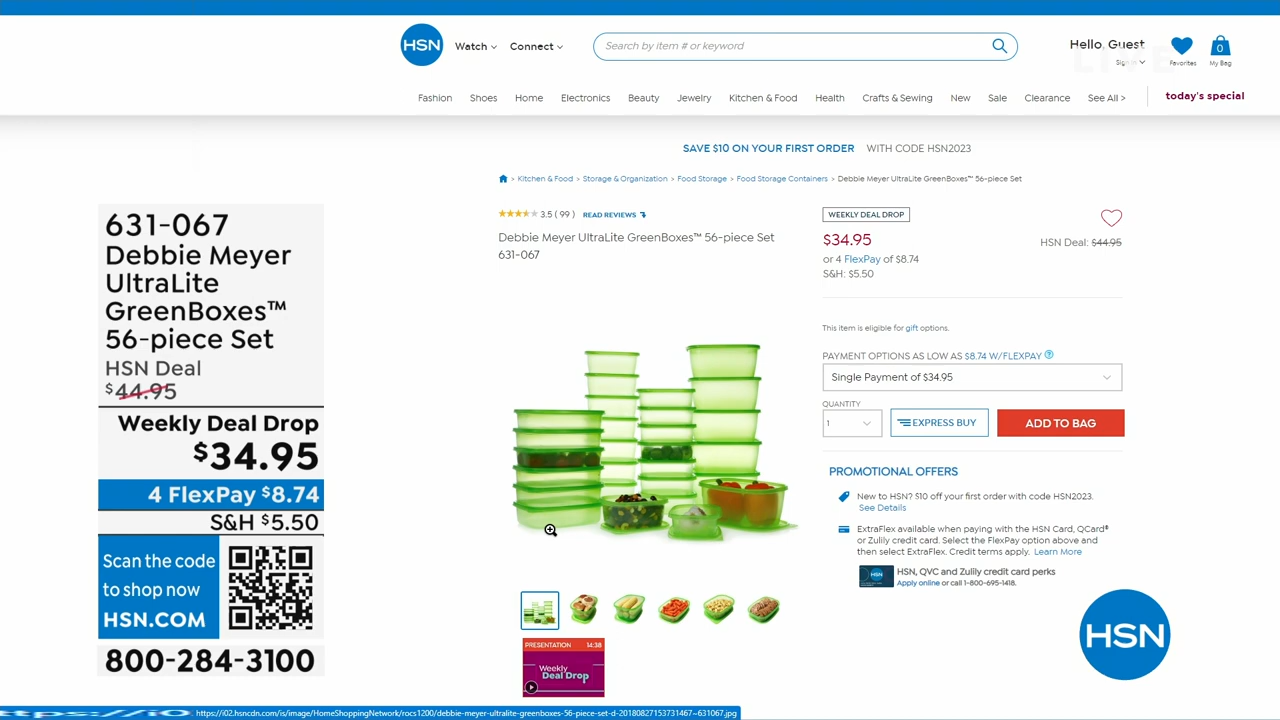 HSN
Watch
Connect
Search by item # or keyword
Hello, Guest
Favorites
0
My Bag
Fashion
Shoes
Home
Electronics
Beauty
Jewelry
Kitchen & Food
Health
Crafts & Sewing
New
Sale
Clearance
See All >
today's special
SAVE $10 ON YOUR FIRST ORDER WITH CODE HSN2023
> Kitchen & Food > Storage & Organization > Food Storage > Food Storage Containers > Debbie Meyer UltraLite GreenBoxes™ 56-piece Set
631-067
Debbie Meyer
UltraLite
GreenBoxes™
56-piece Set
HSN Deal
$44.95
Weekly Deal Drop
$34.95
4 FlexPay $8.74
S&H $5.50
Scan the code
to shop now
HSN.COM
800-284-3100
3.5 ( 99 ) READ REVIEWS
Debbie Meyer UltraLite GreenBoxes™ 56-piece Set
631-067
PRESENTATION 14:38
Weekly
Deal Drop
WEEKLY DEAL DROP
$34.95
HSN Deal: $44.95
or 4 FlexPay of $8.74
S&H: $5.50
This item is eligible for gift options.
PAYMENT OPTIONS AS LOW AS $8.74 W/FLEXPAY
Single Payment of $34.95
QUANTITY
1
EXPRESS BUY
ADD TO BAG
PROMOTIONAL OFFERS
New to HSN? $10 off your first order with code HSN2023.
See Details
ExtraFlex available when paying with the HSN Card, QCard®
or Zulily credit card. Select the FlexPay option above and
then select ExtraFlex. Credit terms apply. Learn More
HSN
HSN, QVC and Zulily credit card perks
Apply online or call 1-800-695-1418.
HSN
https://i02.hsncdn.com/is/image/HomeShoppingNetwork/rocs1200/debbie-meyer-ultralite-greenboxes-56-piece-set-d-20180827153731467~631067.jpg